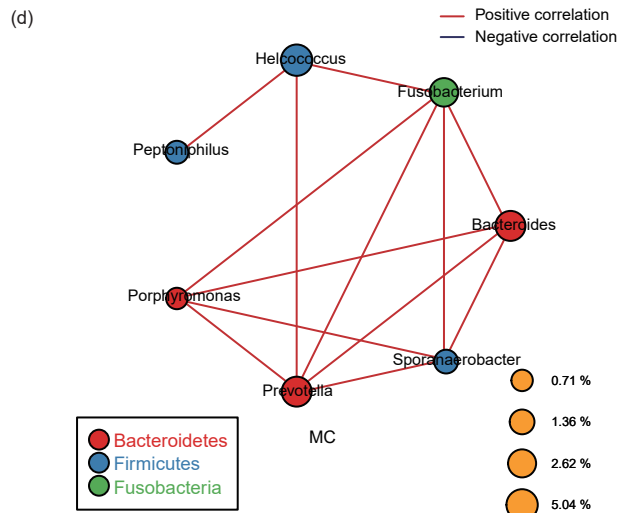 (d)
Positive correlation
Negative correlation
Helcococcus
Fusobacterium
Peptoniphilus
Bacteroides
Porphyromonas
Sporanaerobacter
Prevotella
0.71 %
1.36 %
2.62 %
5.04 %
MC
Bacteroidetes
Firmicutes
Fusobacteria